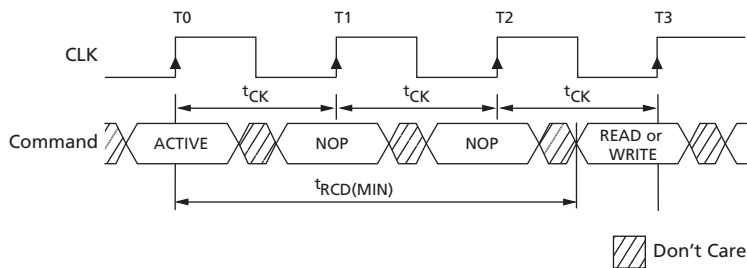 T0 T1 T2 T3
CLK
tCK tCK tCK
Command ACTIVE NOP NOP READ or
WRITE
tRCD(MIN)
Don't Care